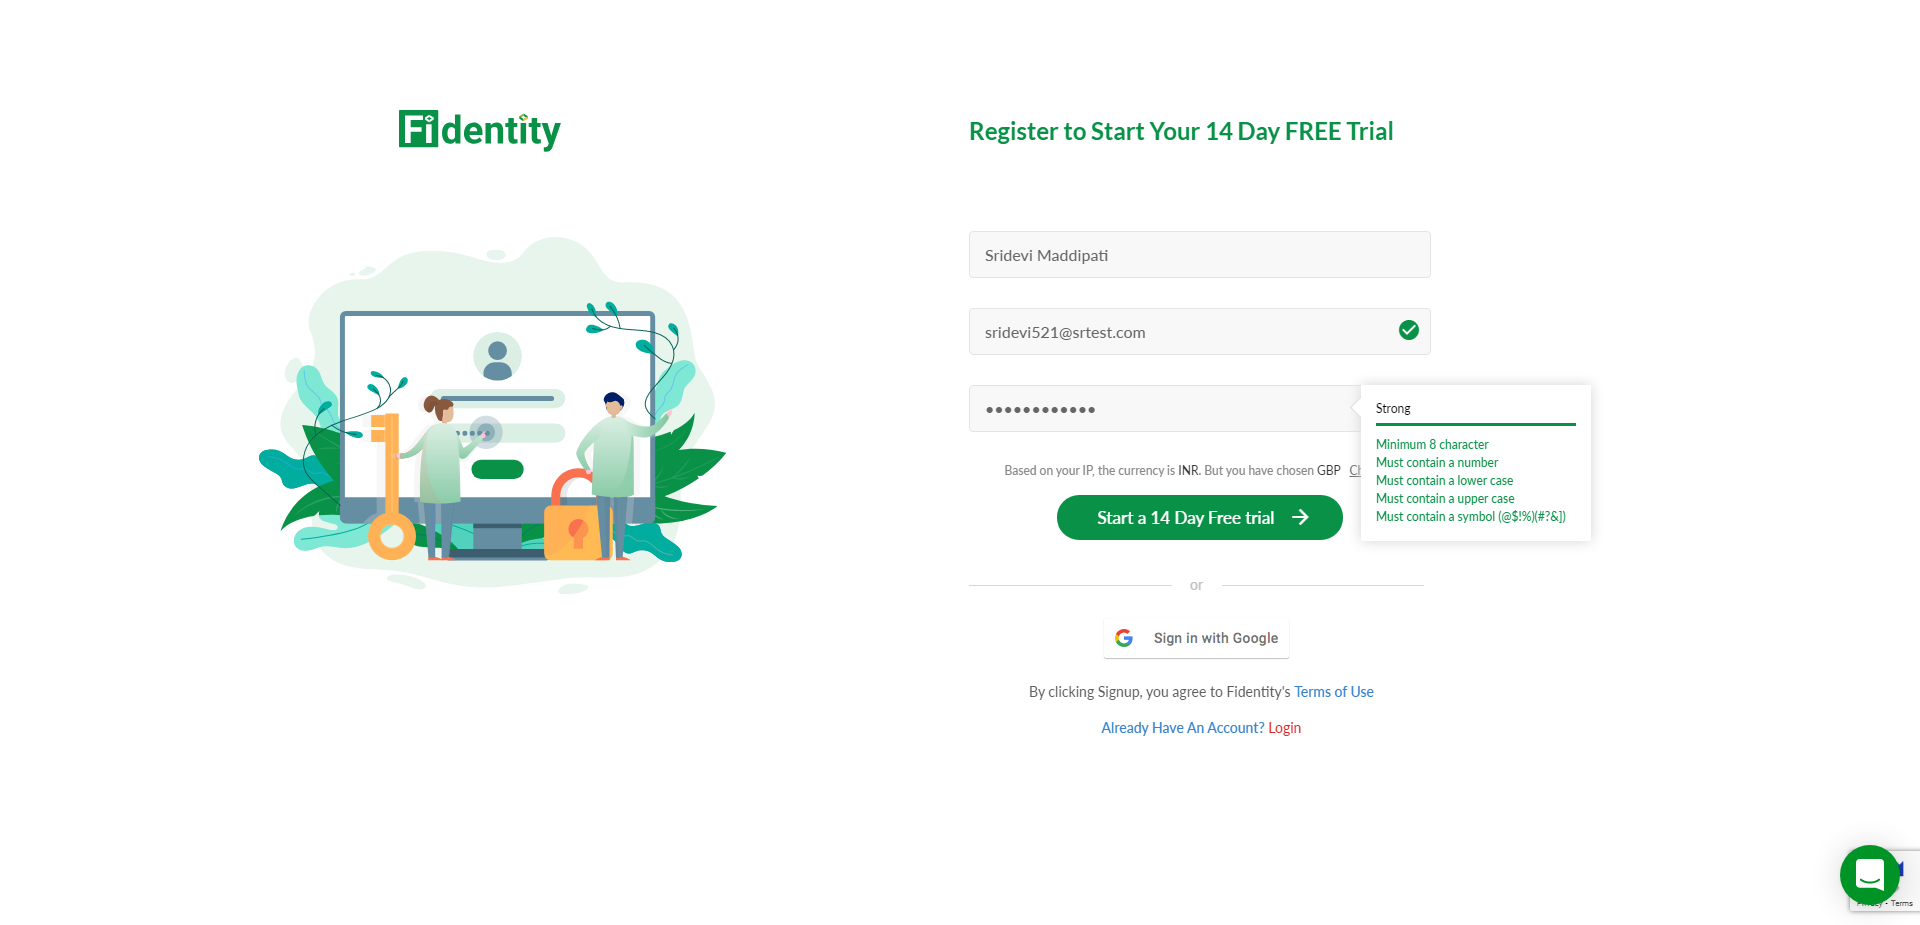 Fidentity
Register to Start Your 14 Day FREE Trial
Sridevi Maddipati
sridevi521@srtest.com
••••••••••••
Strong
Minimum 8 character
Must contain a number
Must contain a lower case
Must contain a upper case
Must contain a symbol (@$!%)(#?&])
Based on your IP, the currency is INR. But you have chosen GBP
Start a 14 Day Free trial
or
Sign in with Google
By clicking Signup, you agree to Fidentity's Terms of Use
Already Have An Account? Login
- Terms